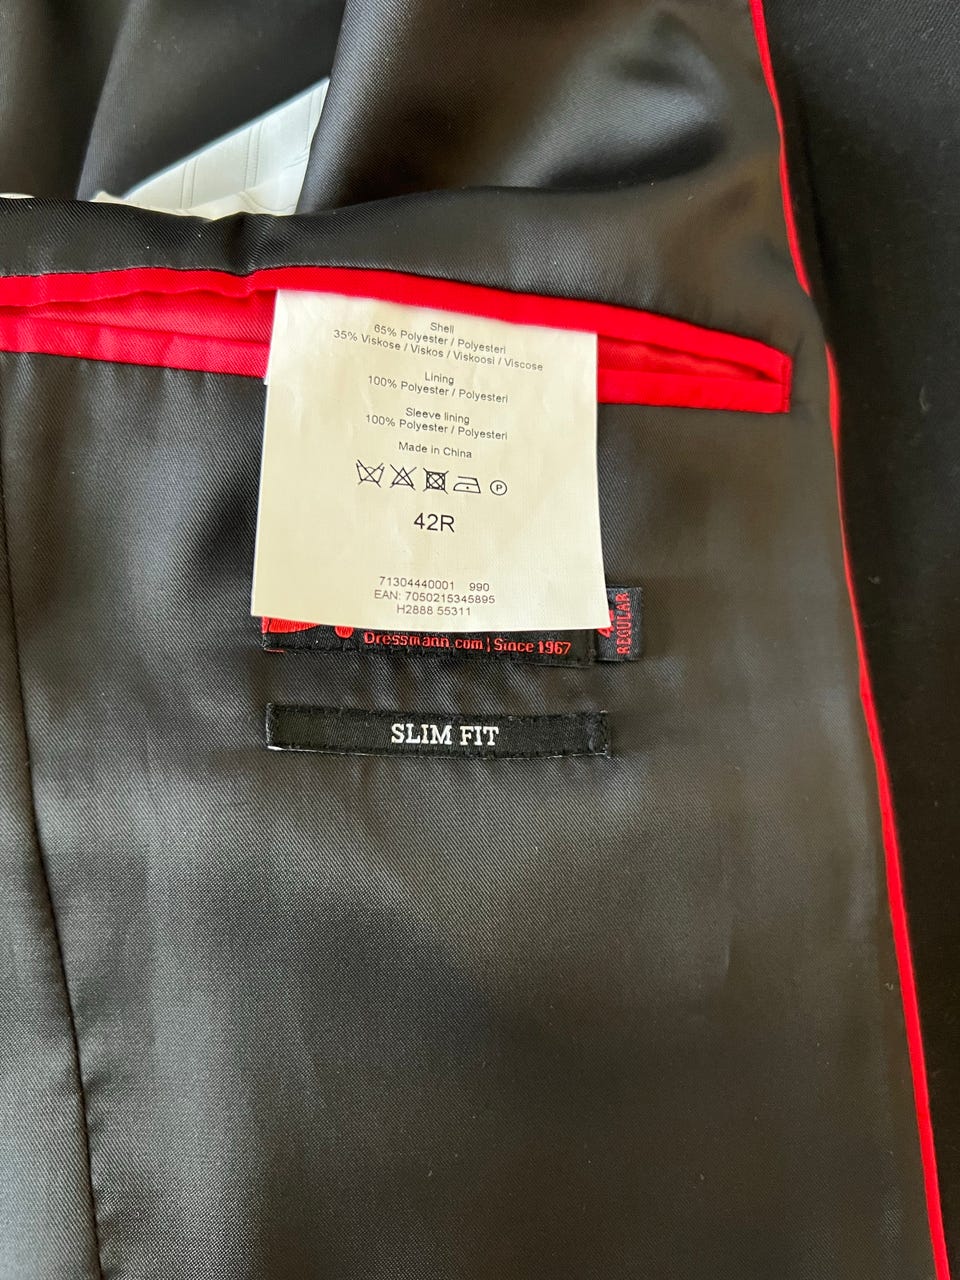 Shell
65% Polyester / Polyesteri
35% Viskose / Viskos / Viskoosi / Viscose
Lining
100% Polyester / Polyesteri
Sleeve lining
100% Polyester / Polyesteri
Made in China
P
42R
71304440001 990
EAN: 7050215345895
H2888 55311
Dressmann.com | Since 1967
REGULAR
SLIM FIT